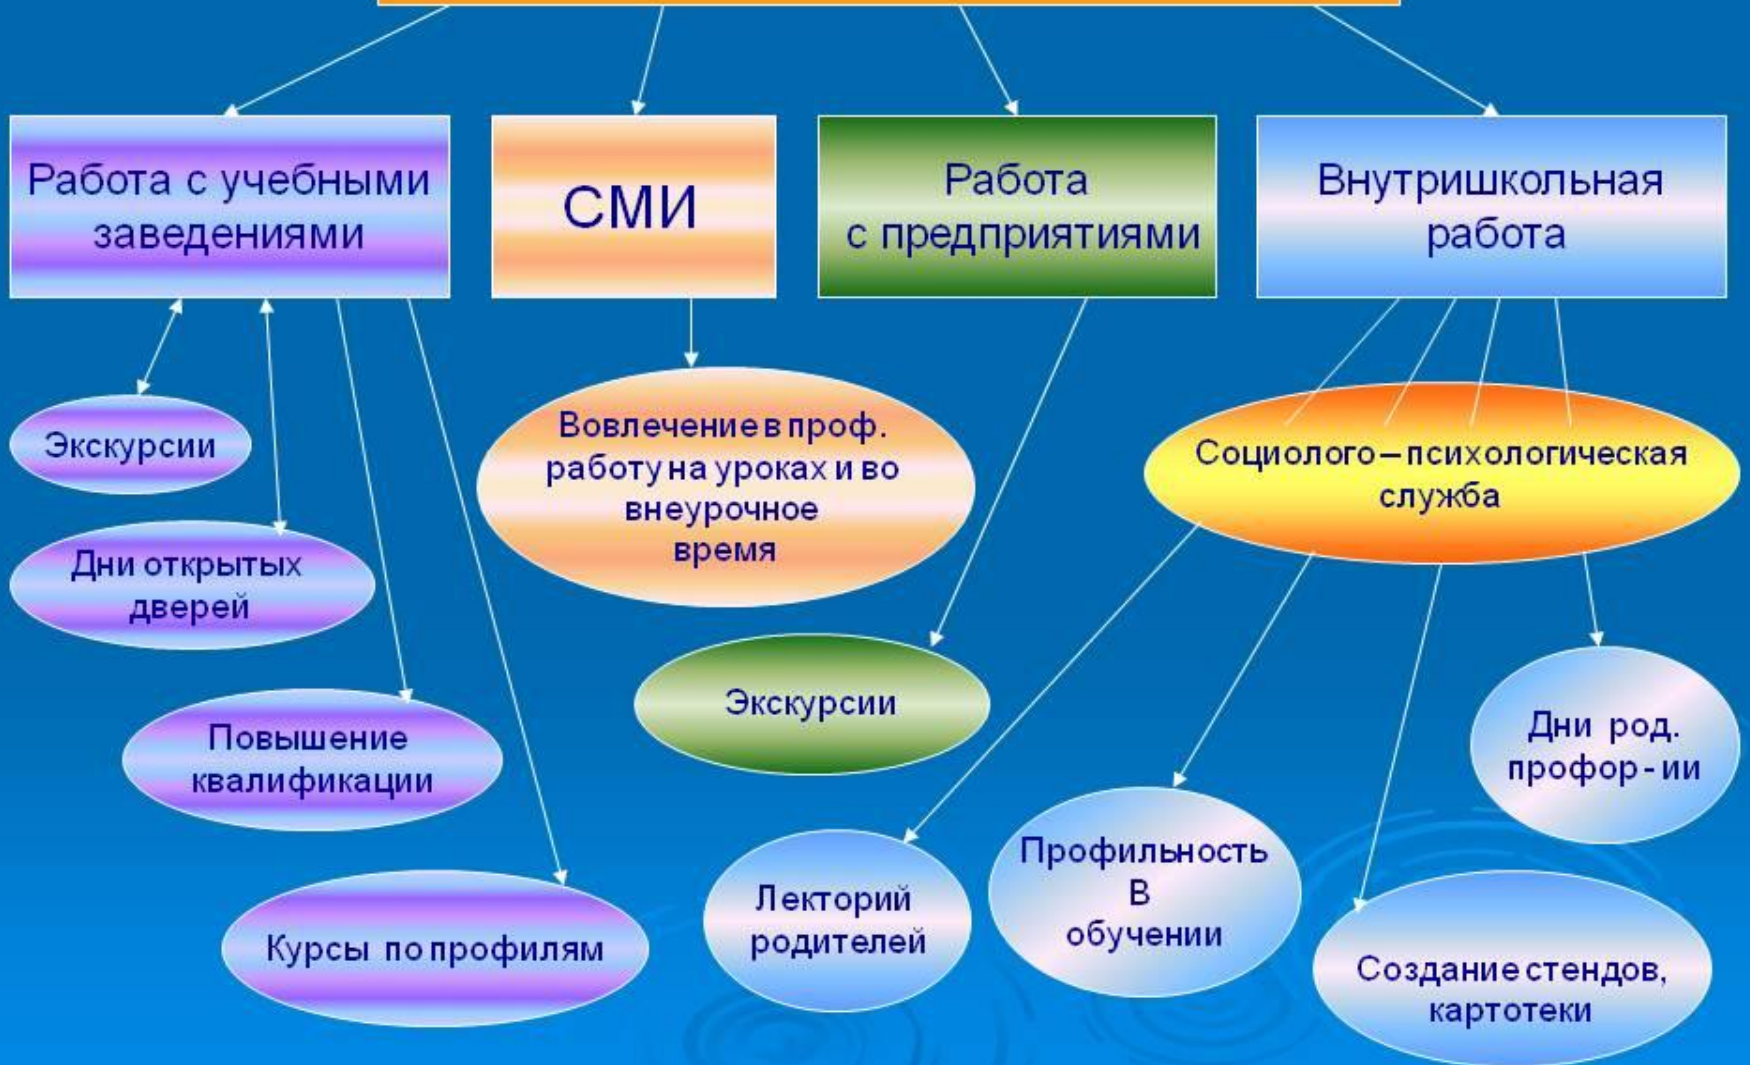 Работа с учебными
заведениями
СМИ
Работа
с предприятиями
Внутришкольная
работа
Экскурсии
Дни открытых
дверей
Повышение
квалификации
Курсы по профилям
Вовлечение в проф.
работу на уроках и во
внеурочное
время
Экскурсии
Социолого – психологическая
служба
Лекторий
родителей
Профильность
В
обучении
Создание стендов,
картотеки
Дни род.
профор - ии